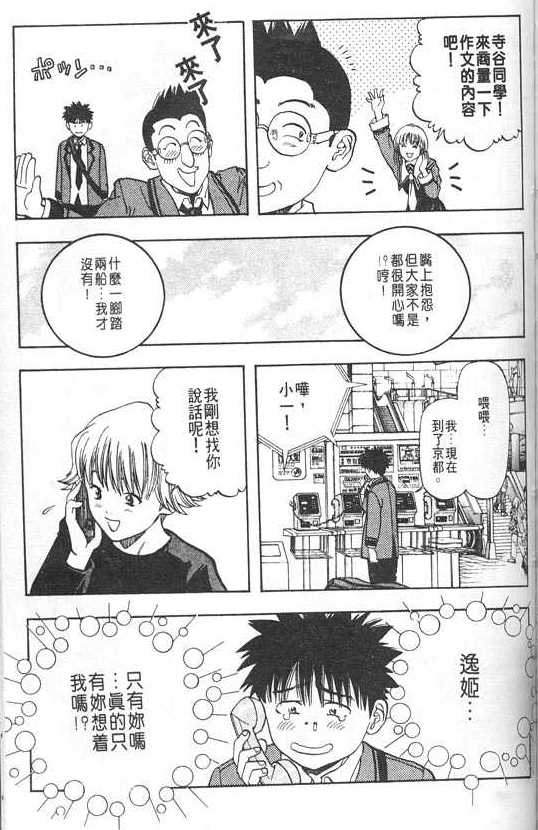 寺谷同學！
來商量一下
作文的內容
吧！
來了
來了
ポツン…
嘴上抱怨，
但大家不是
都很開心嗎
！？哼！
什麼一腳踏
兩船…我才
沒有！
喂喂…
我…現在
到了京都。
嘩，
小一！
我剛想找你
說話呢！
逸姬…
只有妳嗎
…真的只
有妳想着
我嗎！？